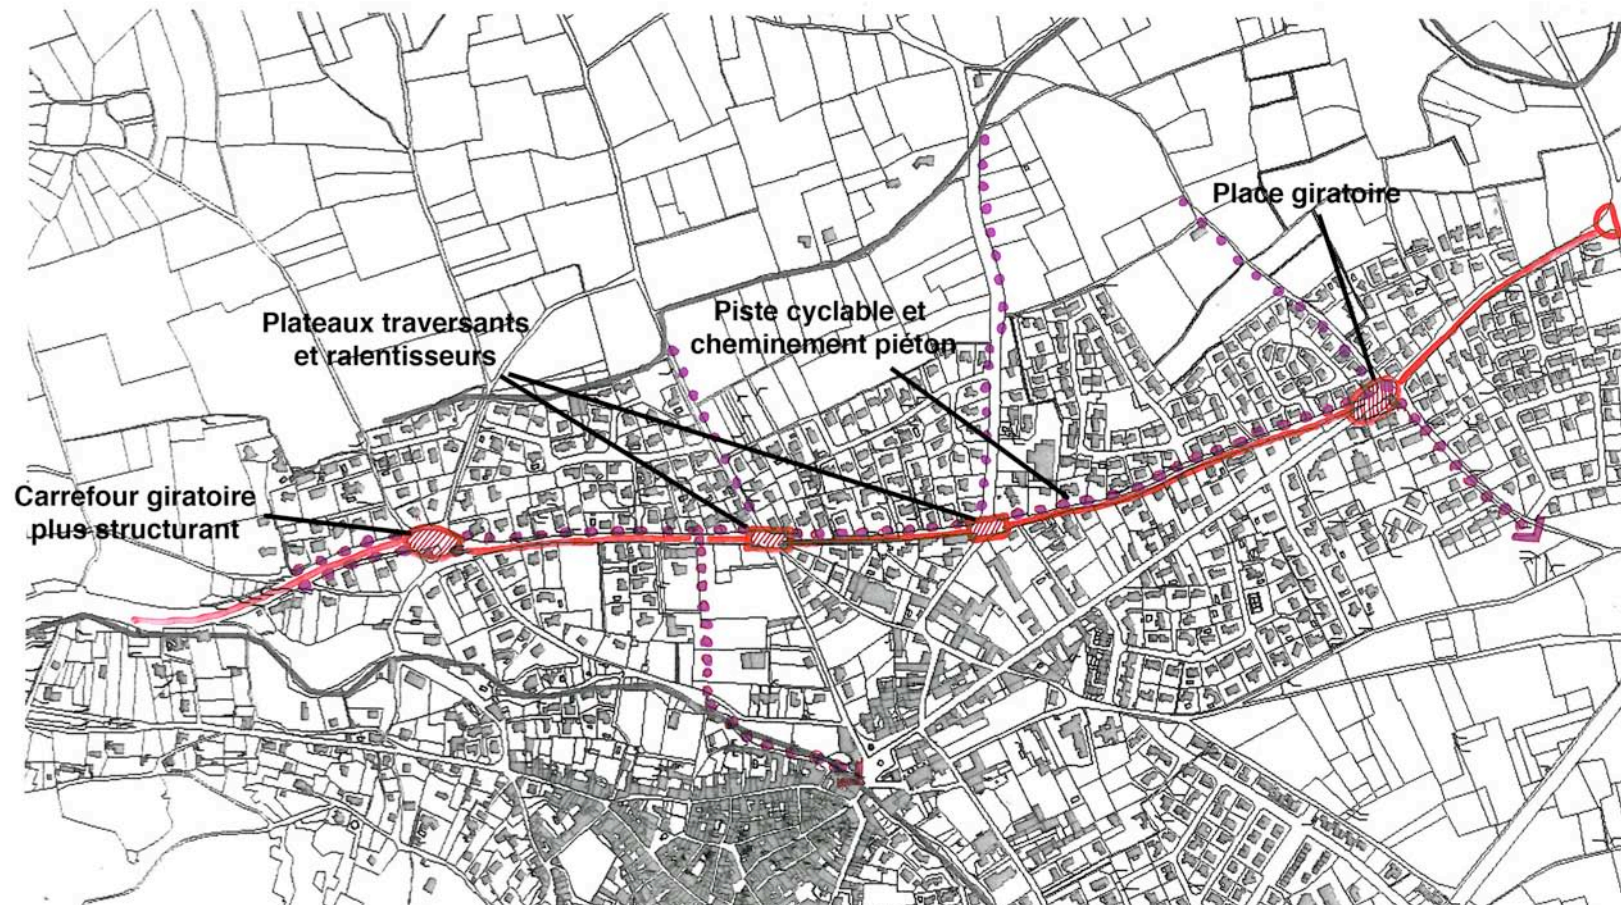 Place giratoire
Plateaux traversants
et ralentisseurs
Piste cyclable et
cheminement piéton
Carrefour giratoire
plus structurant